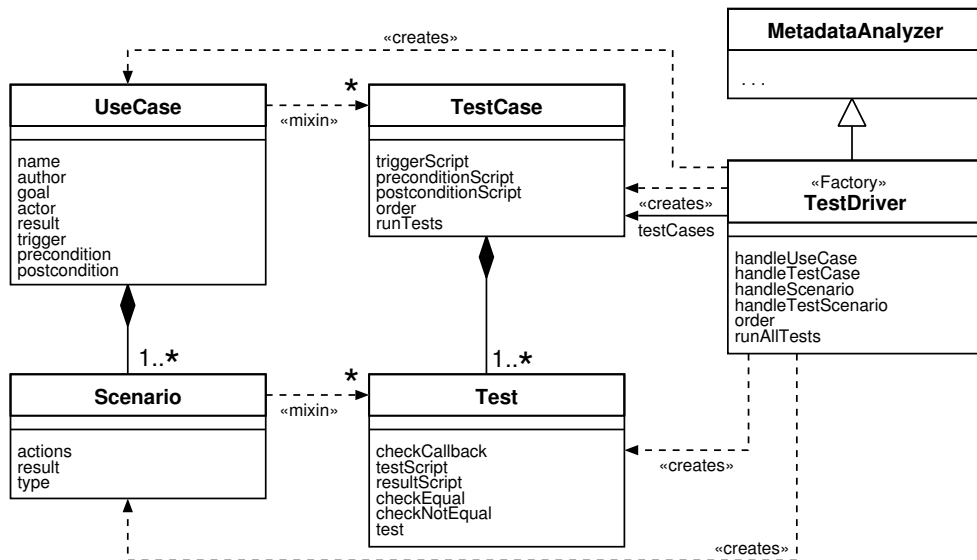 MetadataAnalyzer
. . .
«creates»
UseCase
name
author
goal
actor
result
trigger
precondition
postcondition
*
«mixin»
TestCase
triggerScript
preconditionScript
postconditionScript
order
runTests
«creates»
testCases
«Factory»
TestDriver
handleUseCase
handleTestCase
handleScenario
handleTestScenario
order
runAllTests
1..*
1..*
Scenario
actions
result
type
*
«mixin»
Test
checkCallback
testScript
resultScript
checkEqual
checkNotEqual
test
«creates»
«creates»